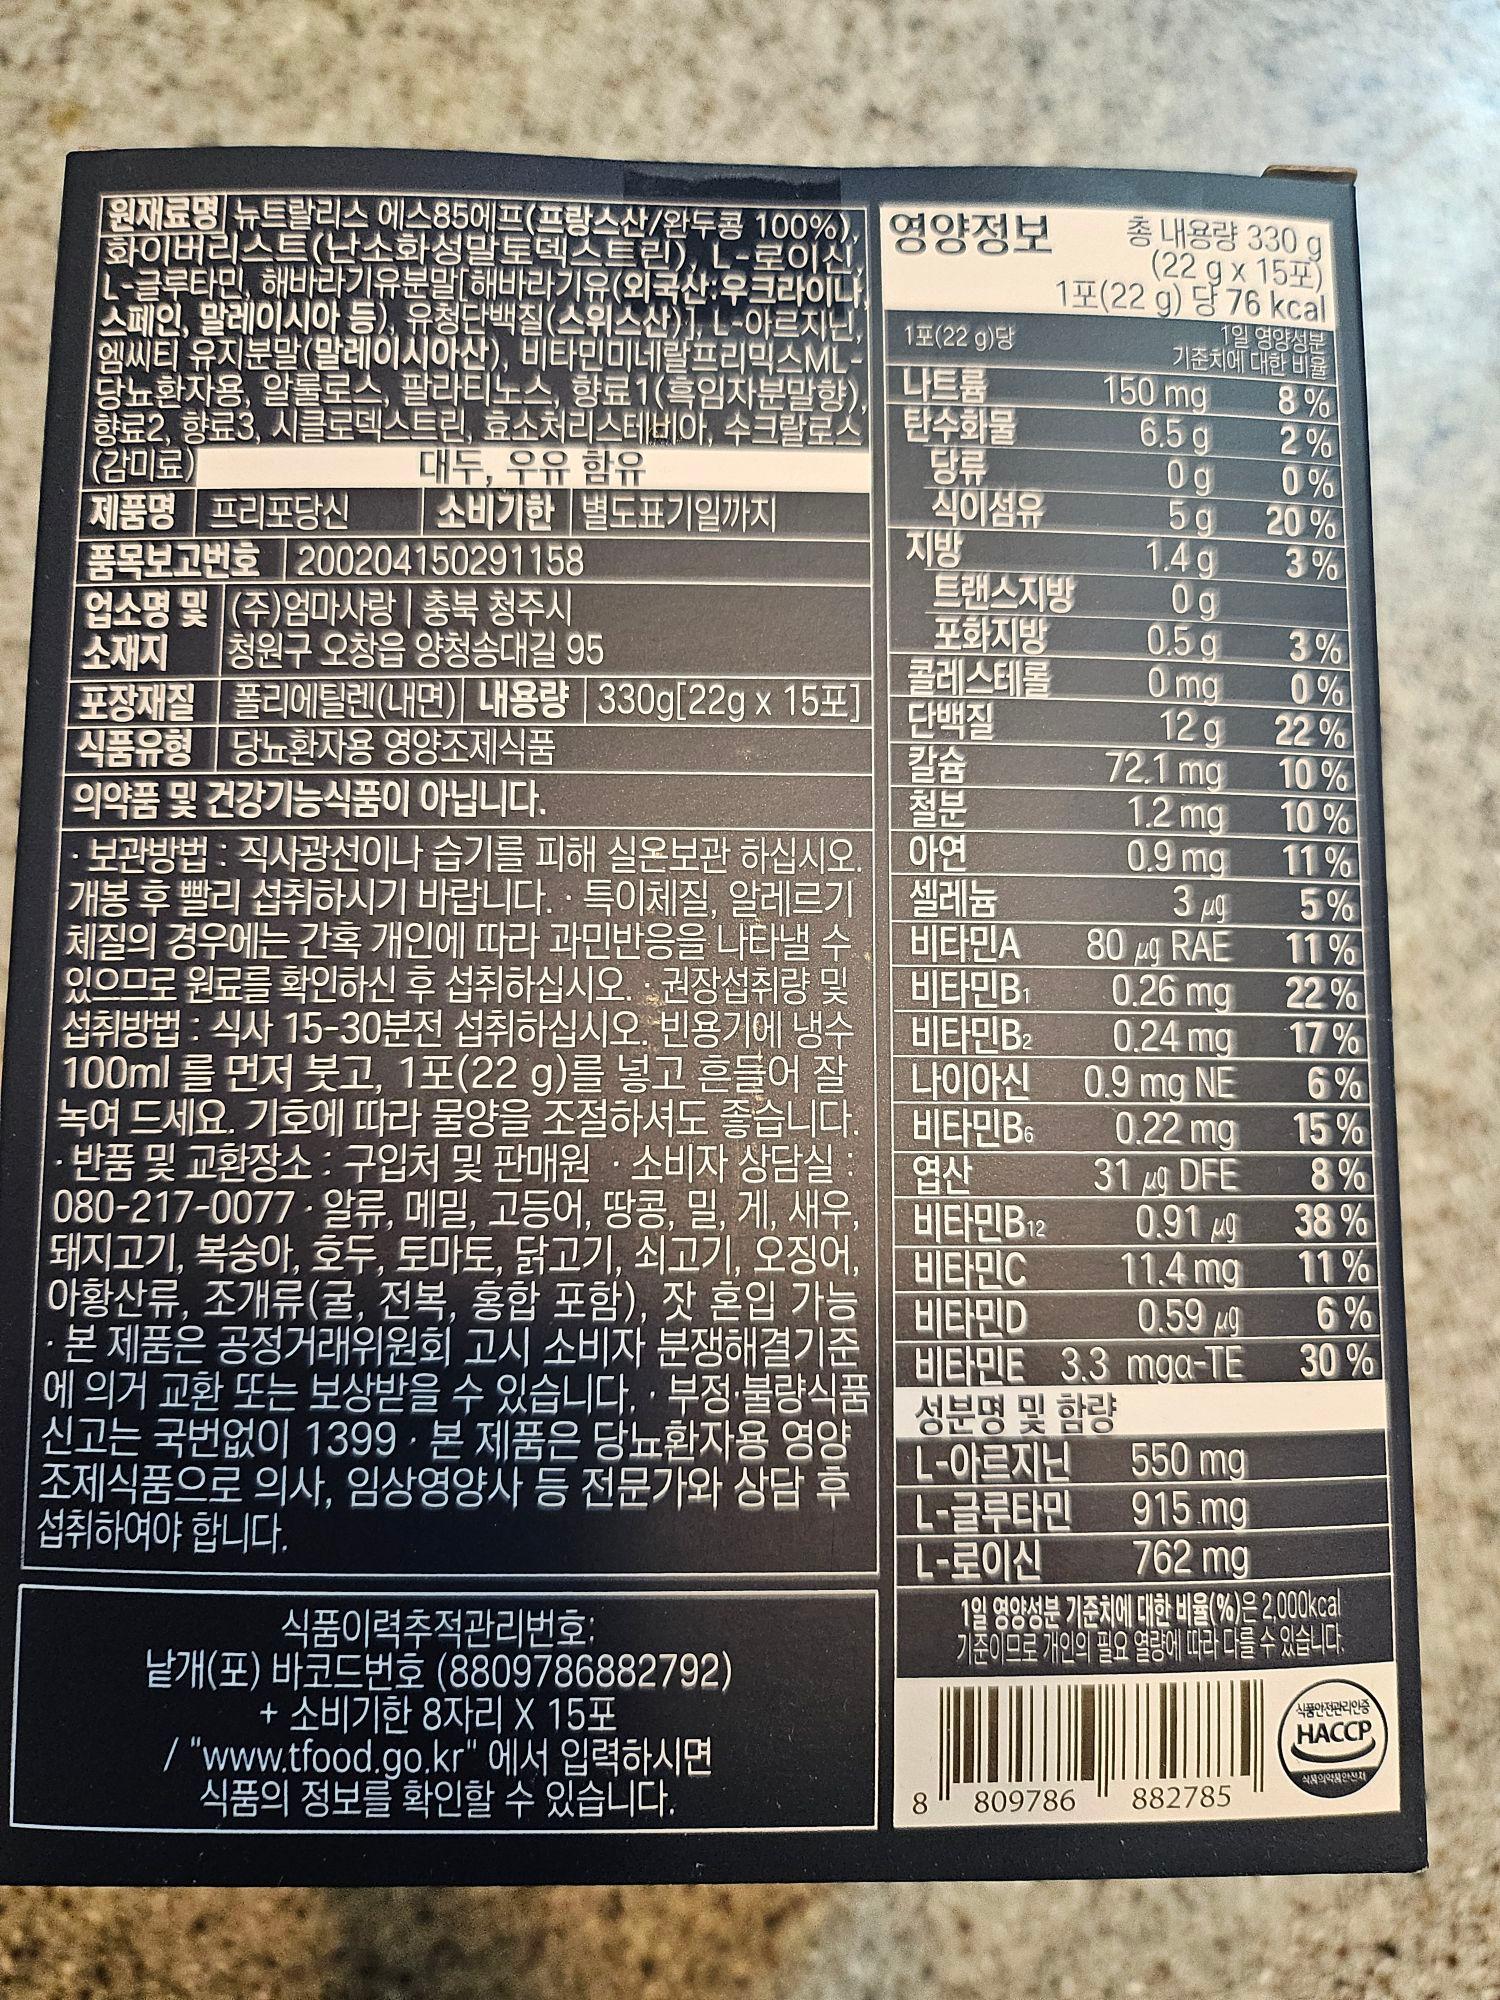 원재료명 뉴트랄리스 에스85에프(프랑스산/완두콩 100%),
화이버리스트(난소화성말토덱스트린), L-로이신,
L-글루타민, 해바라기유분말[해바라기유(외국산:우크라이나,
스페인, 말레이시아 등), 유청단백질(스위스산)], L-아르지닌,
엠씨티 유지분말(말레이시아산), 비타민미네랄프리믹스ML-
당뇨환자용, 알룰로스, 팔라티노스, 향료1(흑임자분말향),
향료2, 향료3, 시클로덱스트린, 효소처리스테비아, 수크랄로스
(감미료) 대두, 우유 함유
제품명 프리포당신 소비기한 별도표기일까지
품목보고번호 200204150291158
업소명 및 (주)엄마사랑 | 충북 청주시
소재지 청원구 오창읍 양청송대길 95
포장재질 폴리에틸렌(내면) 내용량 330g[22g x 15포]
식품유형 당뇨환자용 영양조제식품
의약품 및 건강기능식품이 아닙니다.
· 보관방법 : 직사광선이나 습기를 피해 실온보관 하십시오.
개봉 후 빨리 섭취하시기 바랍니다. · 특이체질, 알레르기
체질의 경우에는 간혹 개인에 따라 과민반응을 나타낼 수
있으므로 원료를 확인하신 후 섭취하십시오. · 권장섭취량 및
섭취방법 : 식사 15-30분전 섭취하십시오. 빈용기에 냉수
100ml 를 먼저 붓고, 1포(22 g)를 넣고 흔들어 잘
녹여 드세요. 기호에 따라 물양을 조절하셔도 좋습니다.
· 반품 및 교환장소 : 구입처 및 판매원 · 소비자 상담실 :
080-217-0077 · 알류, 메밀, 고등어, 땅콩, 밀, 게, 새우,
돼지고기, 복숭아, 호두, 토마토, 닭고기, 쇠고기, 오징어,
아황산류, 조개류(굴, 전복, 홍합 포함), 잣 혼입 가능
· 본 제품은 공정거래위원회 고시 소비자 분쟁해결기준
에 의거 교환 또는 보상받을 수 있습니다. · 부정·불량식품
신고는 국번없이 1399 · 본 제품은 당뇨환자용 영양
조제식품으로 의사, 임상영양사 등 전문가와 상담 후
섭취하여야 합니다.
식품이력추적관리번호:
낱개(포) 바코드번호 (8809786882792)
+ 소비기한 8자리 X 15포
/ "www.tfood.go.kr" 에서 입력하시면
식품의 정보를 확인할 수 있습니다.
영양정보 총 내용량 330 g
(22 g x 15포)
1포(22 g) 당 76 kcal
1포(22 g)당 1일 영양성분
기준치에 대한 비율
나트륨 150 mg 8 %
탄수화물 6.5 g 2 %
당류 0 g 0 %
식이섬유 5 g 20 %
지방 1.4 g 3 %
트랜스지방 0 g
포화지방 0.5 g 3 %
콜레스테롤 0 mg 0 %
단백질 12 g 22 %
칼슘 72.1 mg 10 %
철분 1.2 mg 10 %
아연 0.9 mg 11 %
셀레늄 3 µg 5 %
비타민A 80 µg RAE 11 %
비타민B1 0.26 mg 22 %
비타민B2 0.24 mg 17 %
나이아신 0.9 mg NE 6 %
비타민B6 0.22 mg 15 %
엽산 31 µg DFE 8 %
비타민B12 0.91 µg 38 %
비타민C 11.4 mg 11 %
비타민D 0.59 µg 6 %
비타민E 3.3 mgα-TE 30 %
성분명 및 함량
L-아르지닌 550 mg
L-글루타민 915 mg
L-로이신 762 mg
1일 영양성분 기준치에 대한 비율(%)은 2,000kcal
기준이므로 개인의 필요 열량에 따라 다를 수 있습니다.
식품안전관리인증
HACCP
식품의약품안전처
8 809786 882785